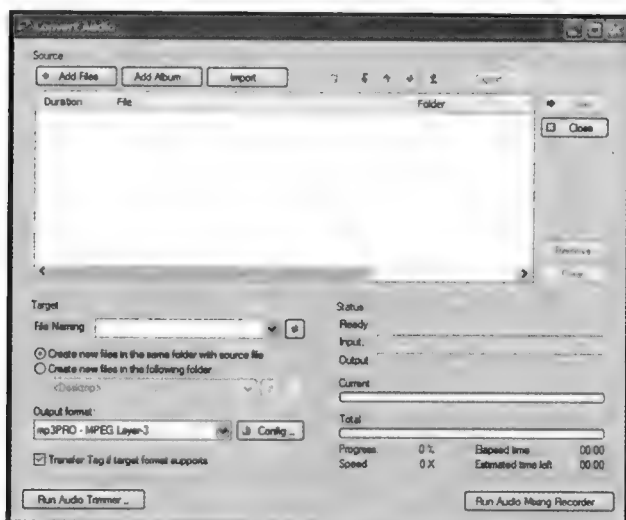 Konvert Audio
Source
Add Files Add Album Import
Duration File Folder
Close
Remove
Target
File Naming:
Create new files in the same folder with source file
Create new files in the following folder
<Desktop>
Output format:
mp3PRO - MPEG Layer-3 Config...
Transfer Tag if target format supports
Run Audio Trimmer ...
Status
Ready
Input.
Output
Current
Total
Progress 0 % Elapsed time 00:00
Speed 0 X Estimated time left 00:00
Run Audio Mixing Recorder